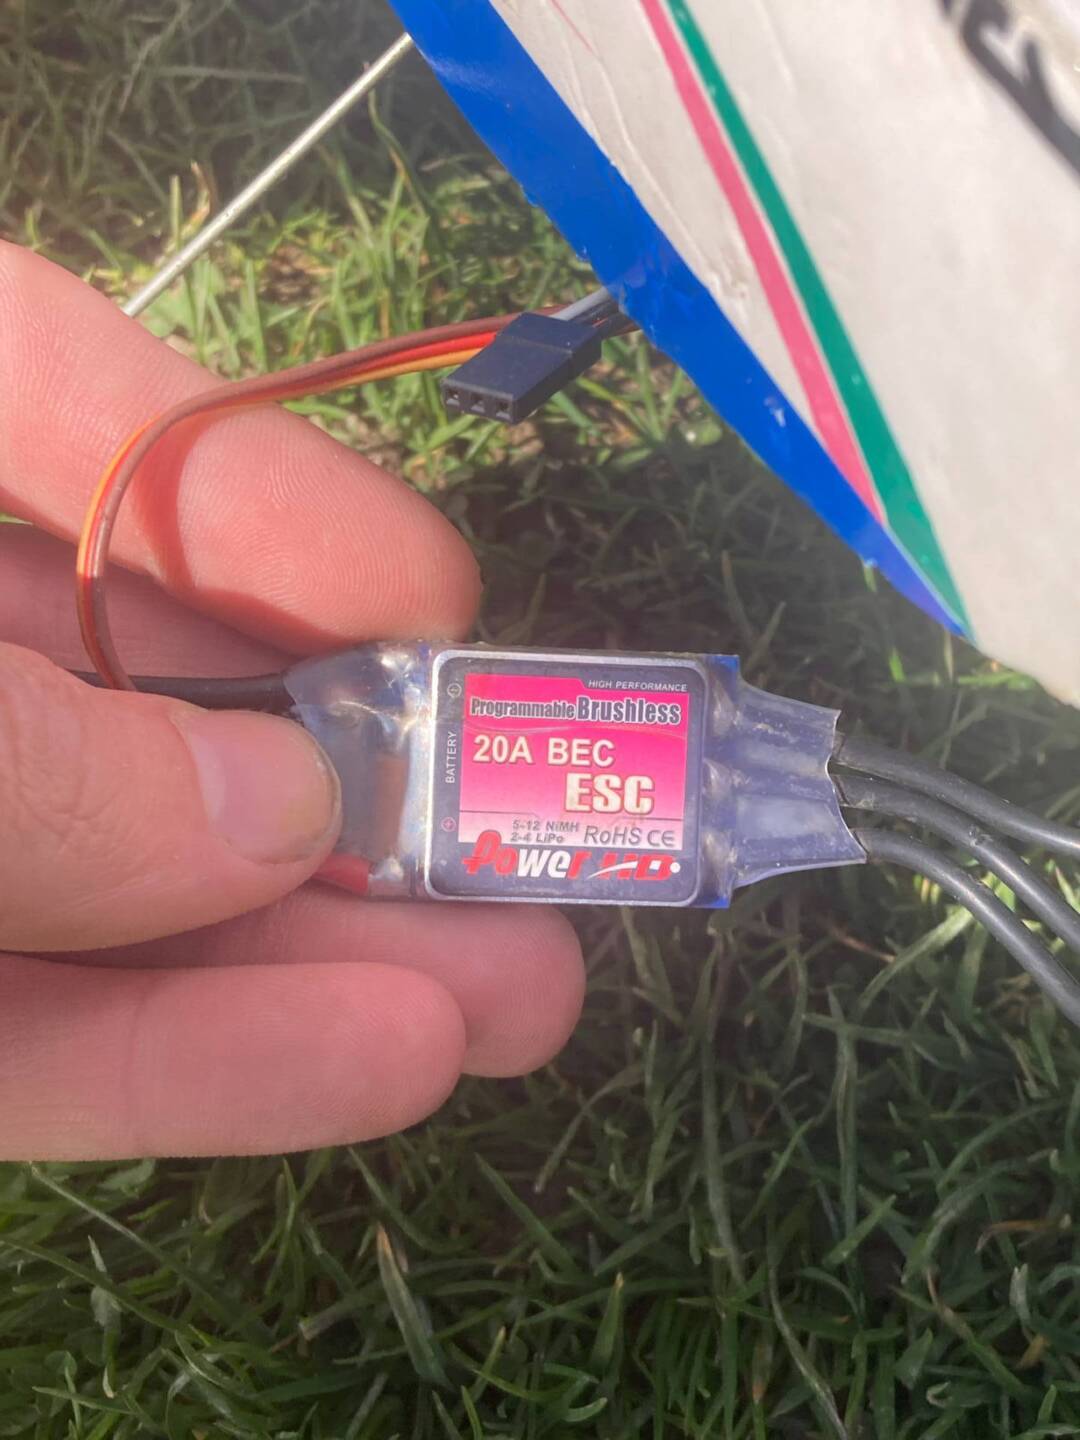 HIGH PERFORMANCE
Programmable Brushless
20A BEC
ESC
5-12 NiMH
2-4 LiPo
RoHS CE
Power HD
BATTERY